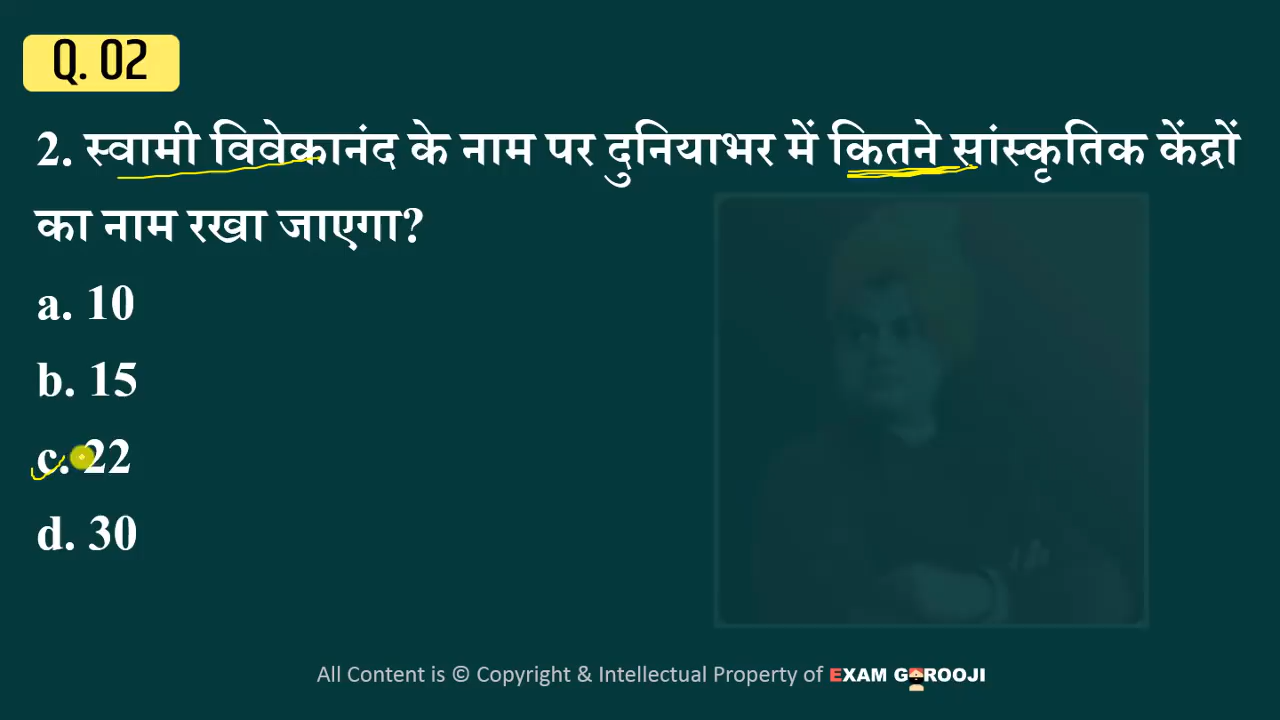 Q. 02
2. स्वामी विवेकानंद के नाम पर दुनियाभर में कितने सांस्कृतिक केंद्रों
का नाम रखा जाएगा?
a. 10
b. 15
c. 22
d. 30
All Content is © Copyright & Intellectual Property of EXAM GUROOJI